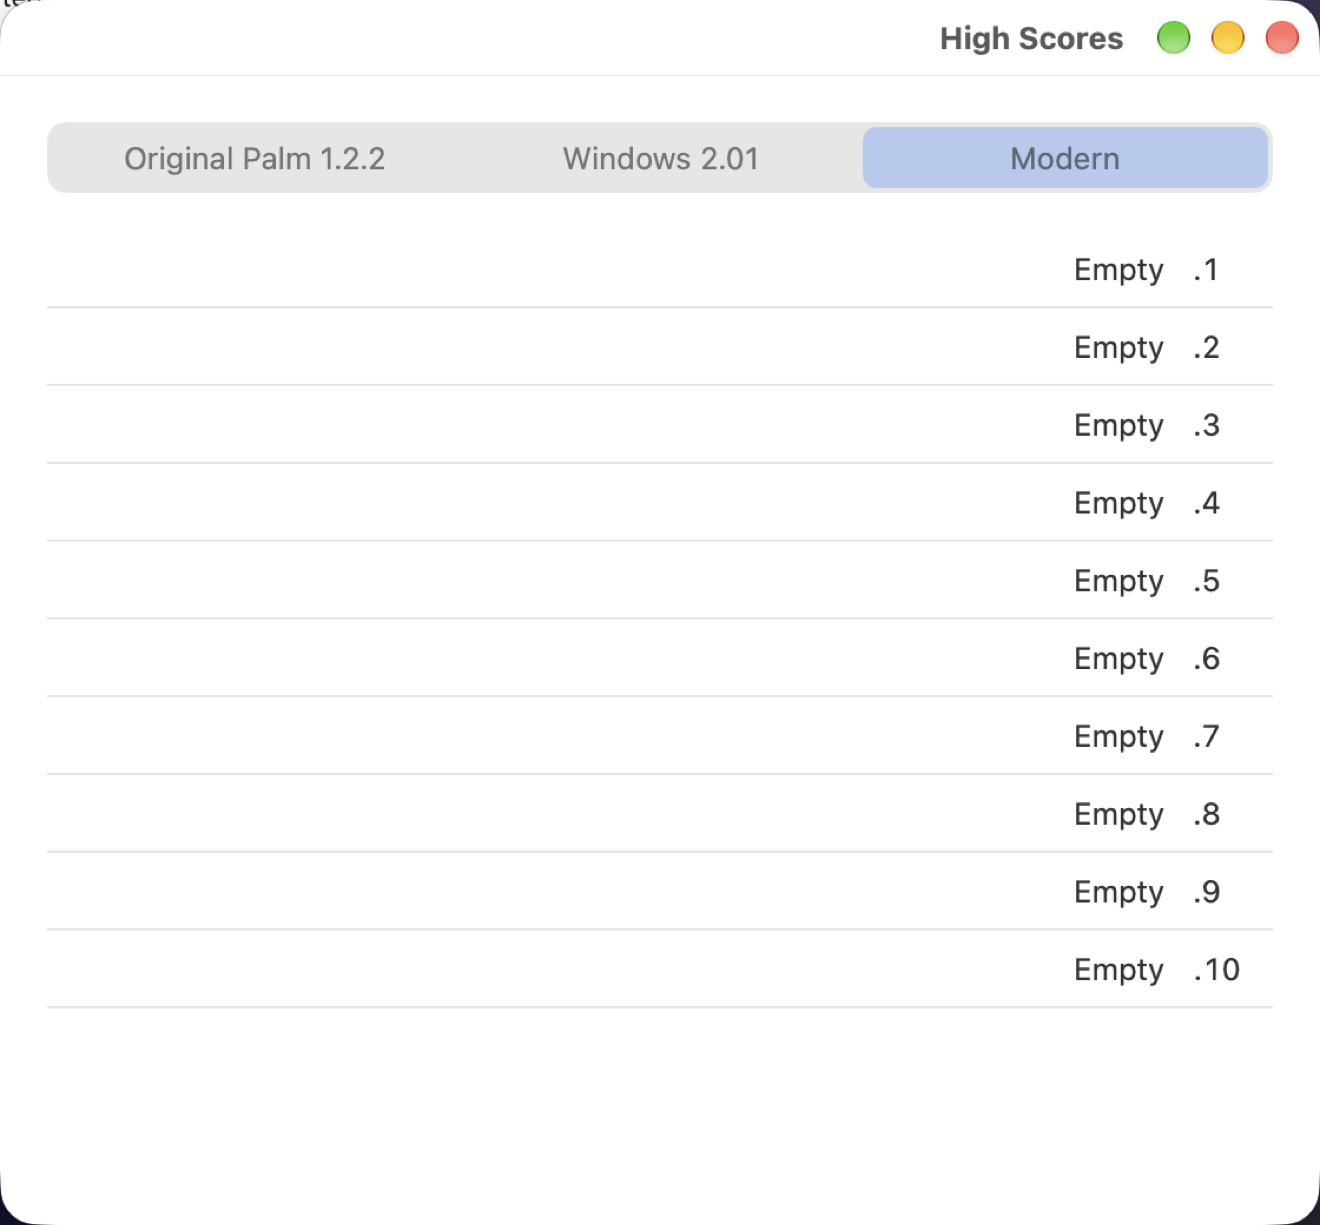 High Scores
Original Palm 1.2.2
Windows 2.01
Modern
Empty .1
Empty .2
Empty .3
Empty .4
Empty .5
Empty .6
Empty .7
Empty .8
Empty .9
Empty .10